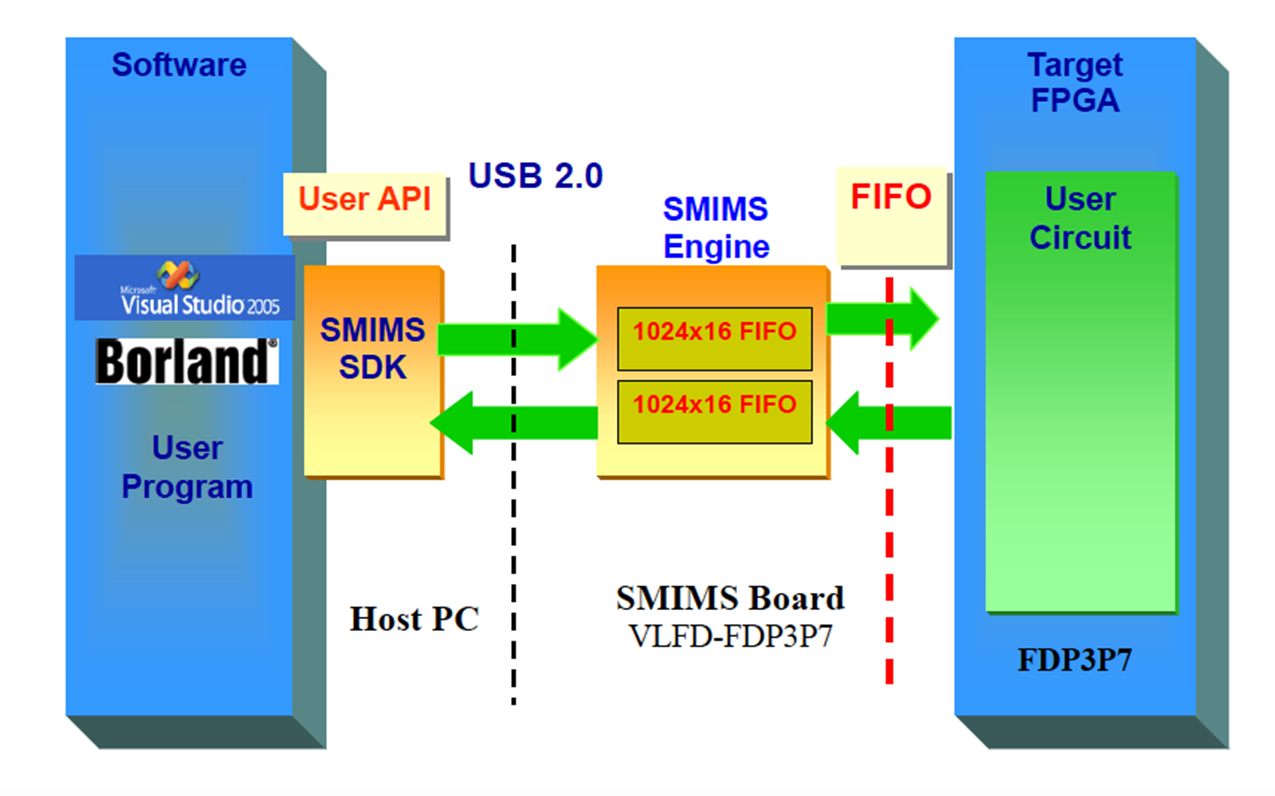 Software
Target
FPGA
User API
USB 2.0
SMIMS
Engine
FIFO
User
Circuit
Microsoft
Visual Studio 2005
Borland®
SMIMS
SDK
1024x16 FIFO
1024x16 FIFO
User
Program
Host PC
SMIMS Board
VLFD-FDP3P7
FDP3P7